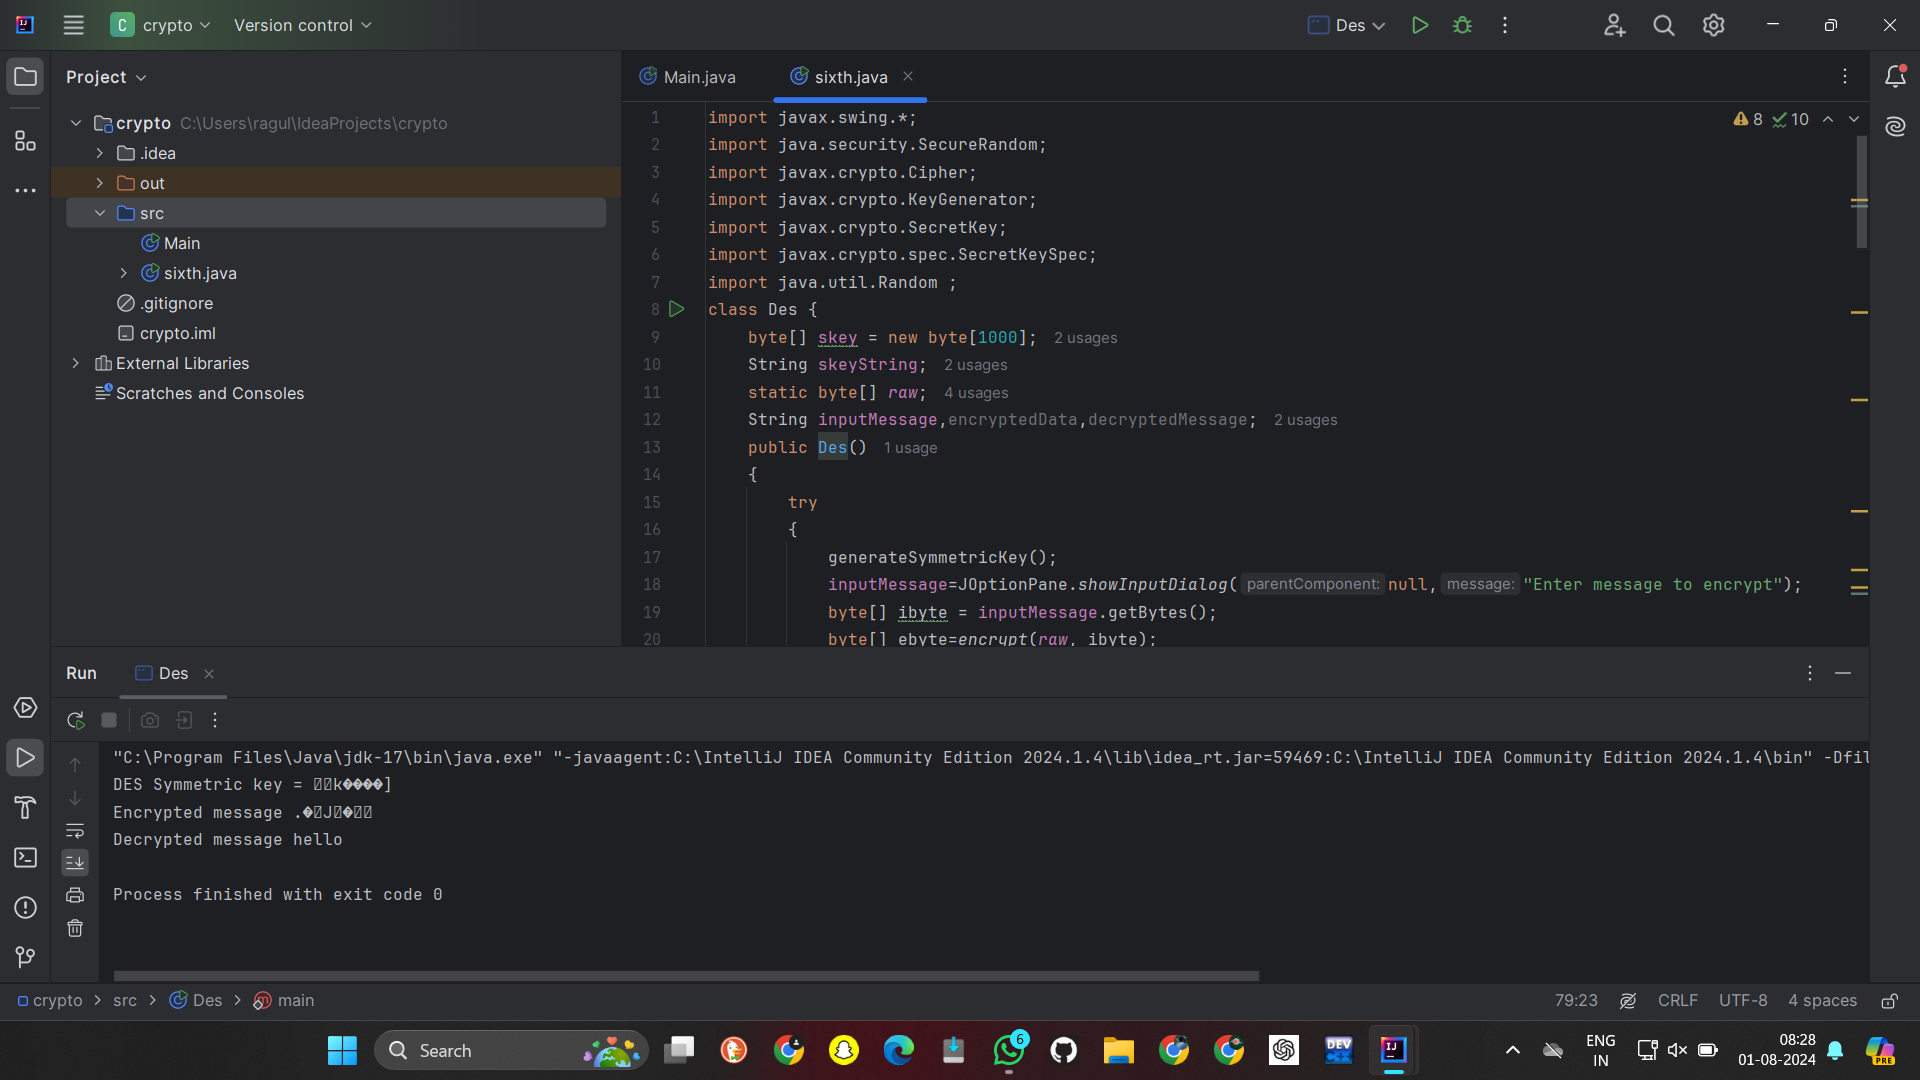 crypto
Version control
Des
Project
Main.java
sixth.java
crypto C:\Users\ragul\IdeaProjects\crypto
.idea
out
src
Main
sixth.java
.gitignore
crypto.iml
External Libraries
Scratches and Consoles
8 10
1 import javax.swing.*;
2 import java.security.SecureRandom;
3 import javax.crypto.Cipher;
4 import javax.crypto.KeyGenerator;
5 import javax.crypto.SecretKey;
6 import javax.crypto.spec.SecretKeySpec;
7 import java.util.Random ;
8 class Des {
9 byte[] skey = new byte[1000]; 2 usages
10 String skeyString; 2 usages
11 static byte[] raw; 4 usages
12 String inputMessage,encryptedData,decryptedMessage; 2 usages
13 public Des() 1 usage
14 {
15 try
16 {
17 generateSymmetricKey();
18 inputMessage=JOptionPane.showInputDialog( parentComponent: null, message: "Enter message to encrypt");
19 byte[] ibyte = inputMessage.getBytes();
20 byte[] ebyte=encrypt(raw, ibyte);
Run
Des
"C:\Program Files\Java\jdk-17\bin\java.exe" "-javaagent:C:\IntelliJ IDEA Community Edition 2024.1.4\lib\idea_rt.jar=59469:C:\IntelliJ IDEA Community Edition 2024.1.4\bin" -Dfil
DES Symmetric key = k����]
Encrypted message .�J�
Decrypted message hello
Process finished with exit code 0
crypto > src > Des > main
79:23 CRLF UTF-8 4 spaces
Search
6
DEV
C++
IJ
ENG
IN
08:28
01-08-2024
PRE